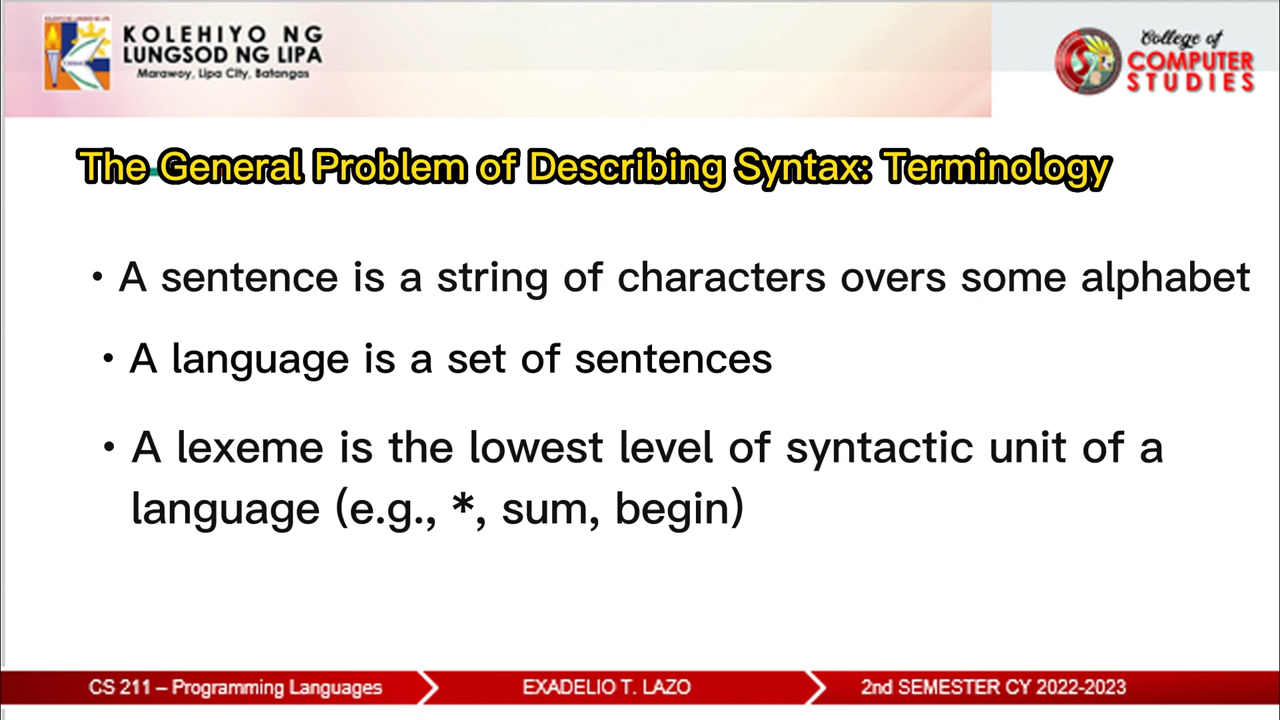 KOLEHIYO NG
LUNGSOD NG LIPA
Marawoy, Lipa City, Batangas
College of
COMPUTER
STUDIES
The General Problem of Describing Syntax: Terminology
• A sentence is a string of characters overs some alphabet
• A language is a set of sentences
• A lexeme is the lowest level of syntactic unit of a
language (e.g., *, sum, begin)
CS 211 – Programming Languages
EXADELIO T. LAZO
2nd SEMESTER CY 2022-2023